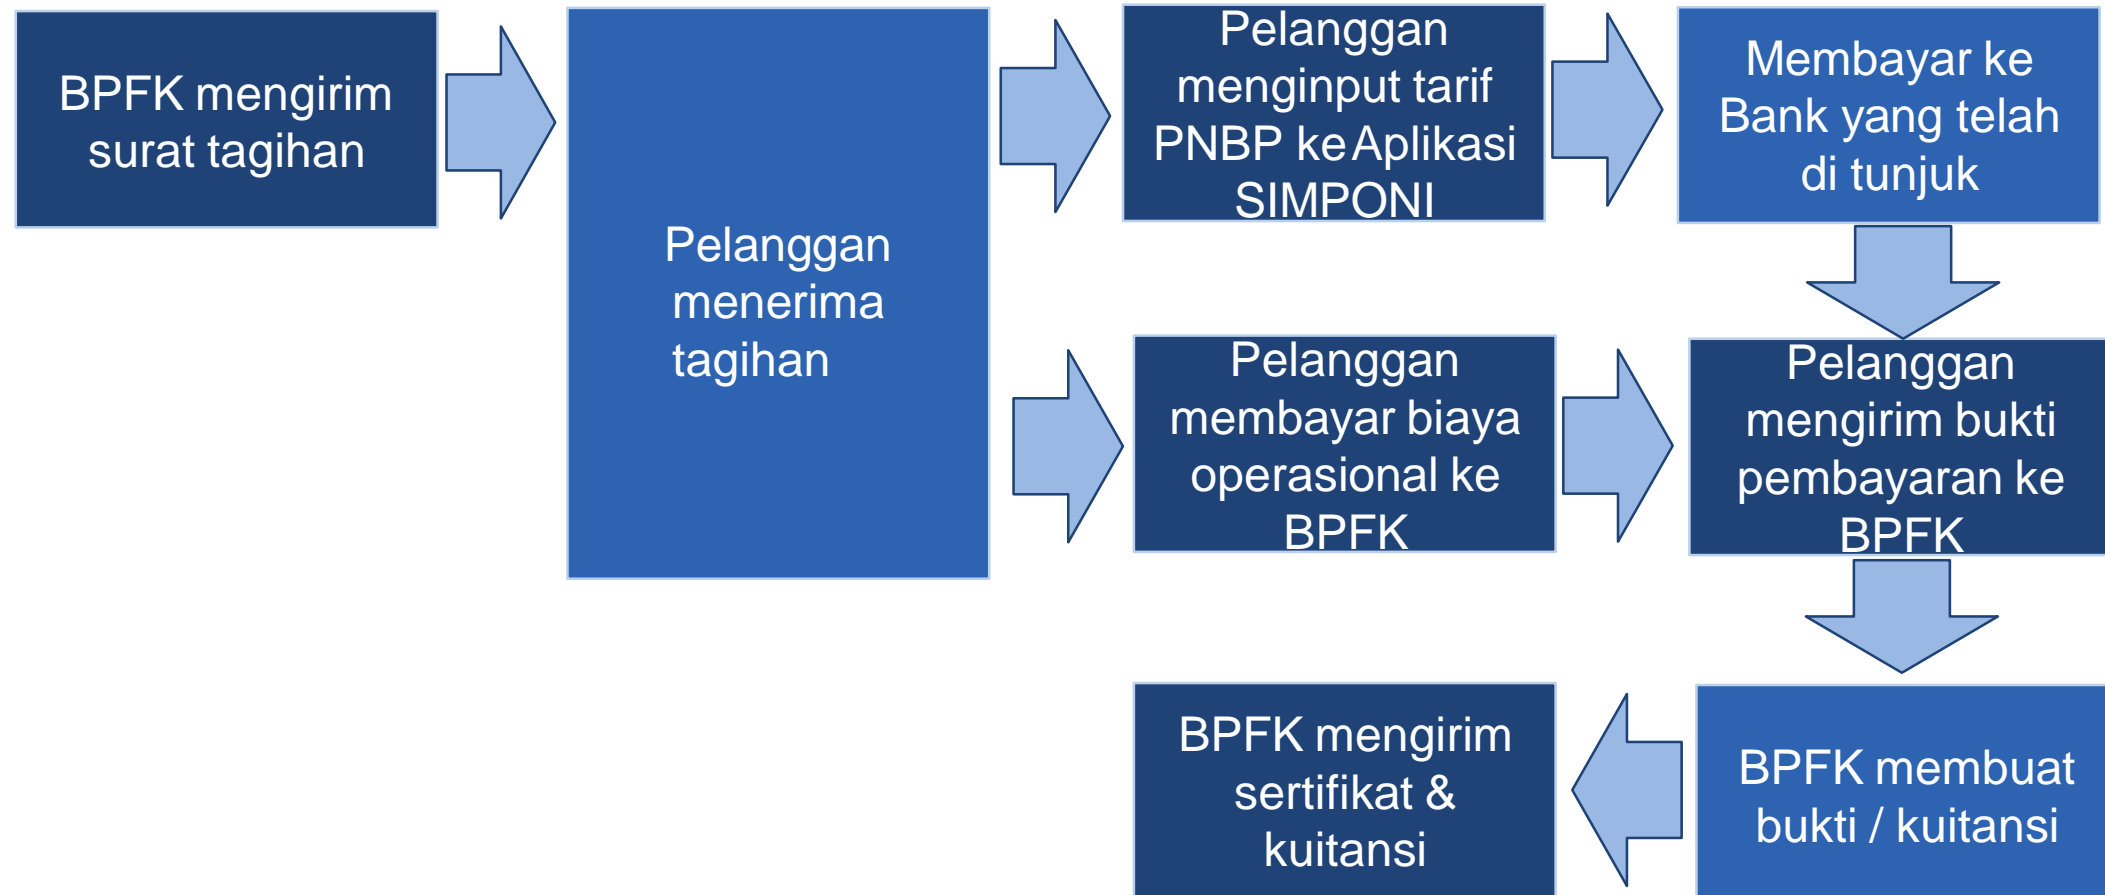 BPFK mengirim
surat tagihan
Pelanggan
menerima
tagihan
Pelanggan
menginput tarif
PNBP ke Aplikasi
SIMPONI
Membayar ke
Bank yang telah
di tunjuk
Pelanggan
membayar biaya
operasional ke
BPFK
Pelanggan
mengirim bukti
pembayaran ke
BPFK
BPFK membuat
bukti / kuitansi
BPFK mengirim
sertifikat &
kuitansi